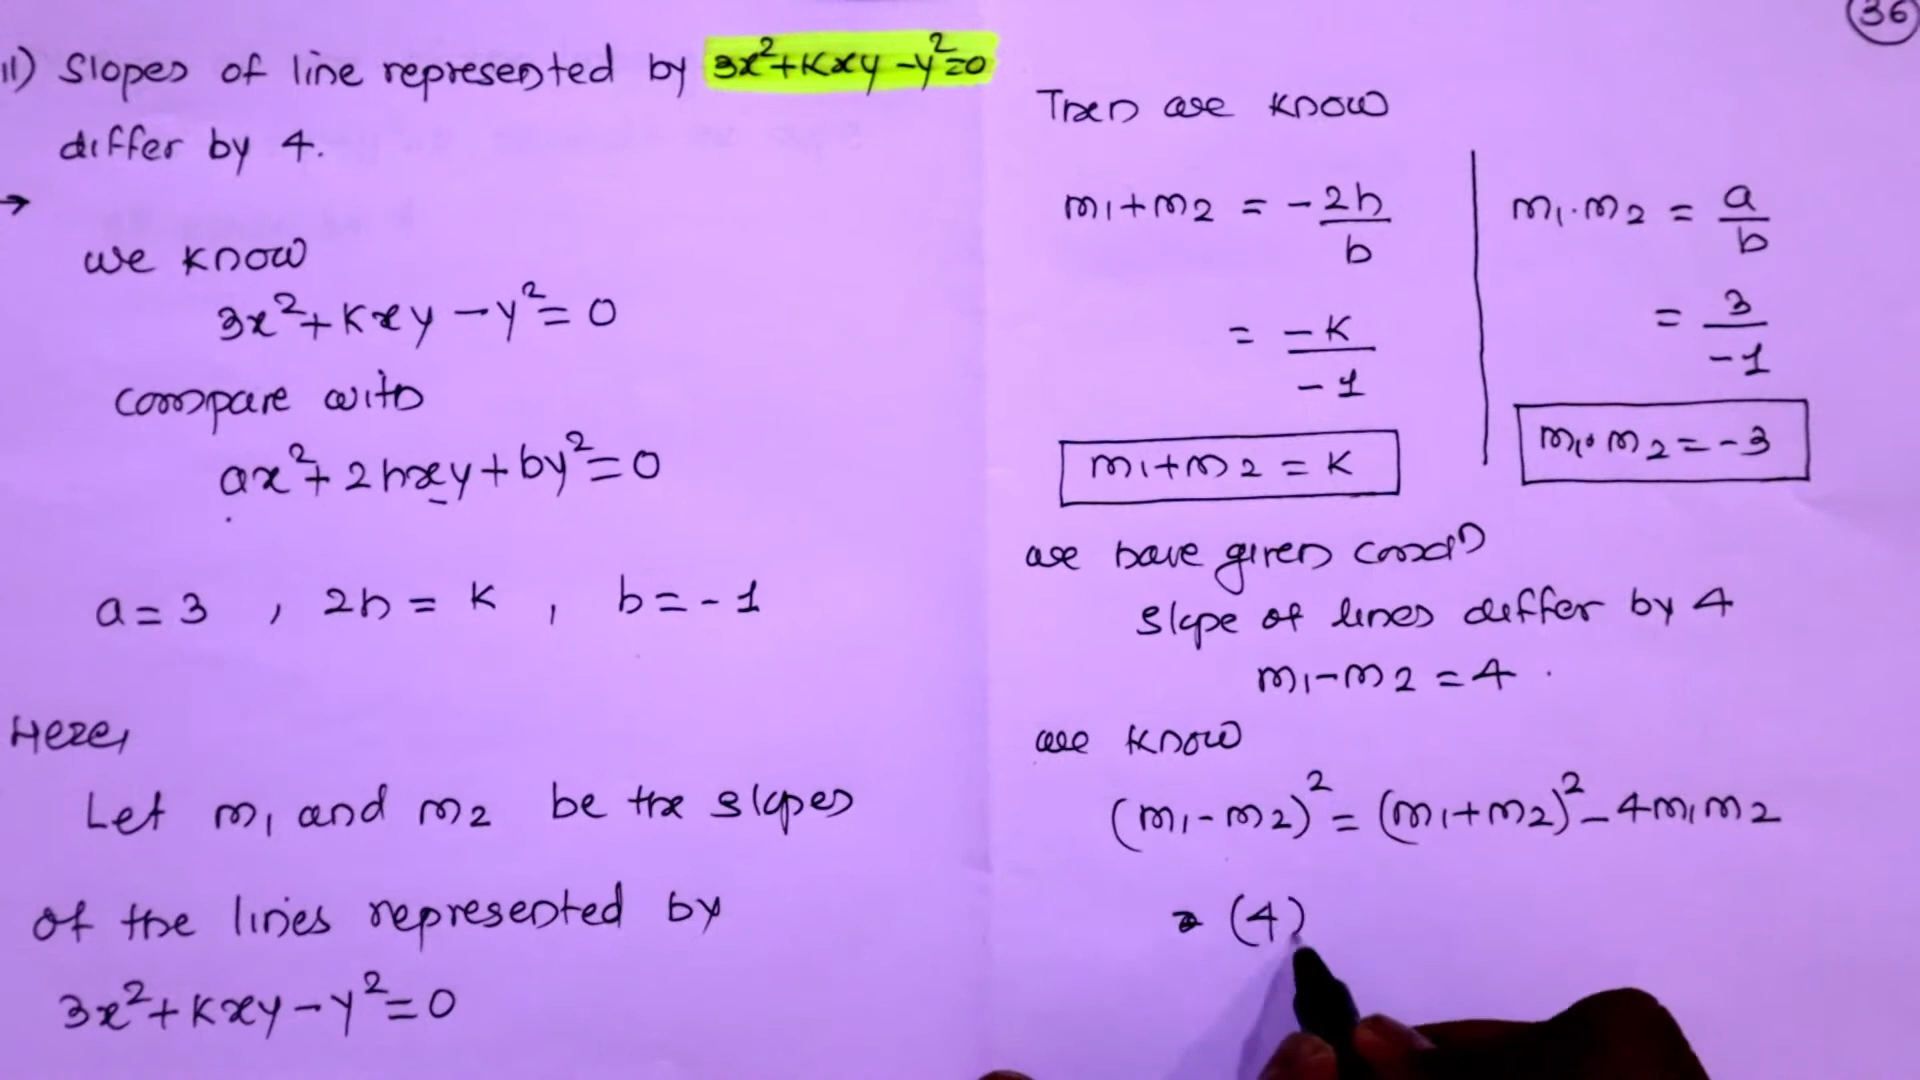 11) Slopes of line represented by 3x²+Kxy-y²=0
differ by 4.
→
we know
3x²+Kxy-y²=0
compare with
ax²+2hxy+by²=0
a=3 , 2h=K , b=-1
Here,
Let m₁ and m₂ be the slopes
of the lines represented by
3x²+Kxy-y²=0
36
Then we know
m₁+m₂ = -2h/b
= -K/-1
m₁+m₂ = K
m₁.m₂ = a/b
= 3/-1
m₁.m₂ = -3
we have given condⁿ
slope of lines differ by 4
m₁-m₂ = 4.
we know
(m₁-m₂)² = (m₁+m₂)²-4m₁m₂
(4)